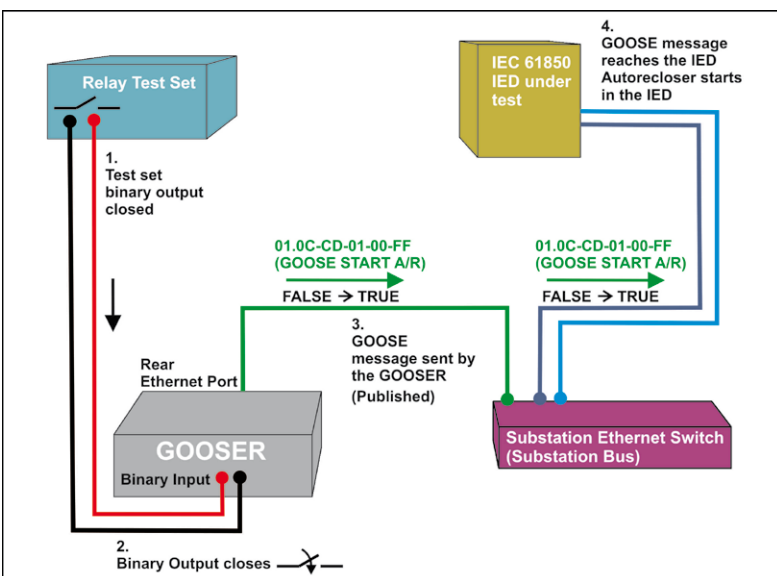 Relay Test Set
1.
Test set
binary output
closed
IEC 61850
IED under
test
4.
GOOSE message
reaches the IED
Autorecloser starts
in the IED
01.0C-CD-01-00-FF
(GOOSE START A/R)
FALSE → TRUE
01.0C-CD-01-00-FF
(GOOSE START A/R)
FALSE → TRUE
3.
GOOSE
message sent by
the GOOSER
(Published)
Rear
Ethernet Port
GOOSER
Binary Input
Substation Ethernet Switch
(Substation Bus)
2.
Binary Output closes